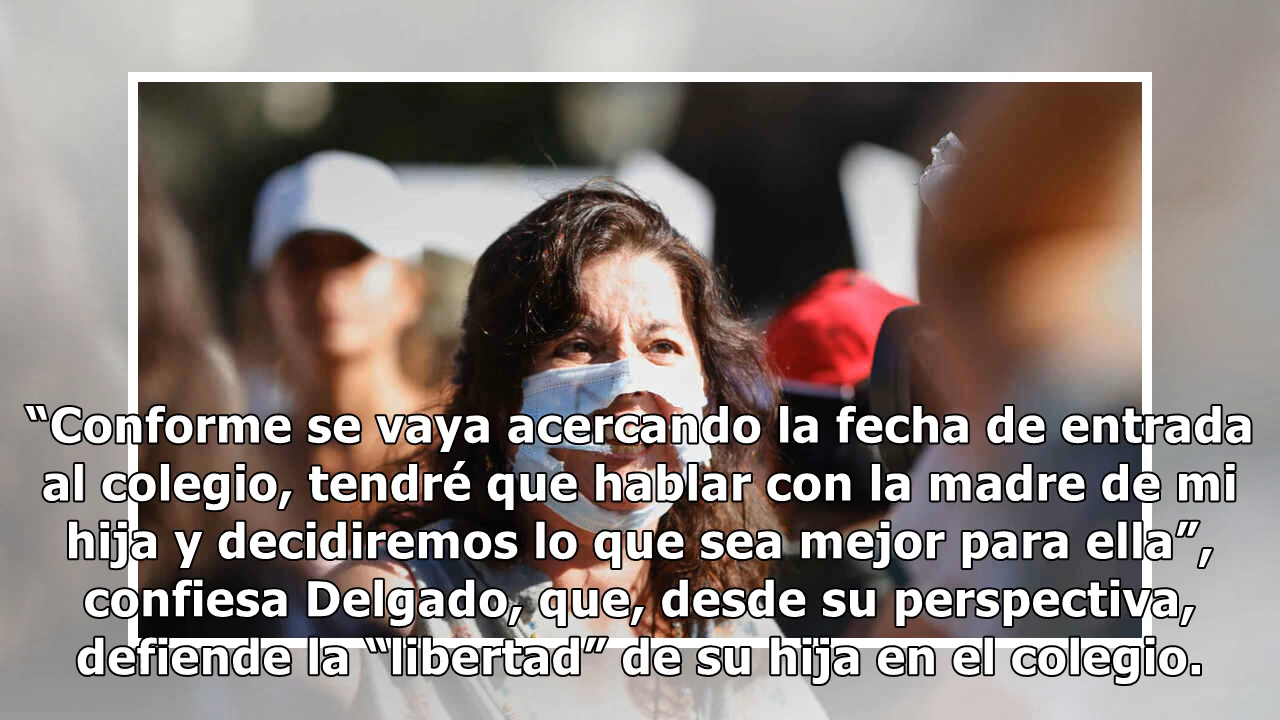 “Conforme se vaya acercando la fecha de entrada
al colegio, tendré que hablar con la madre de mi
hija y decidiremos lo que sea mejor para ella”,
confiesa Delgado, que, desde su perspectiva,
defiende la “libertad” de su hija en el colegio.